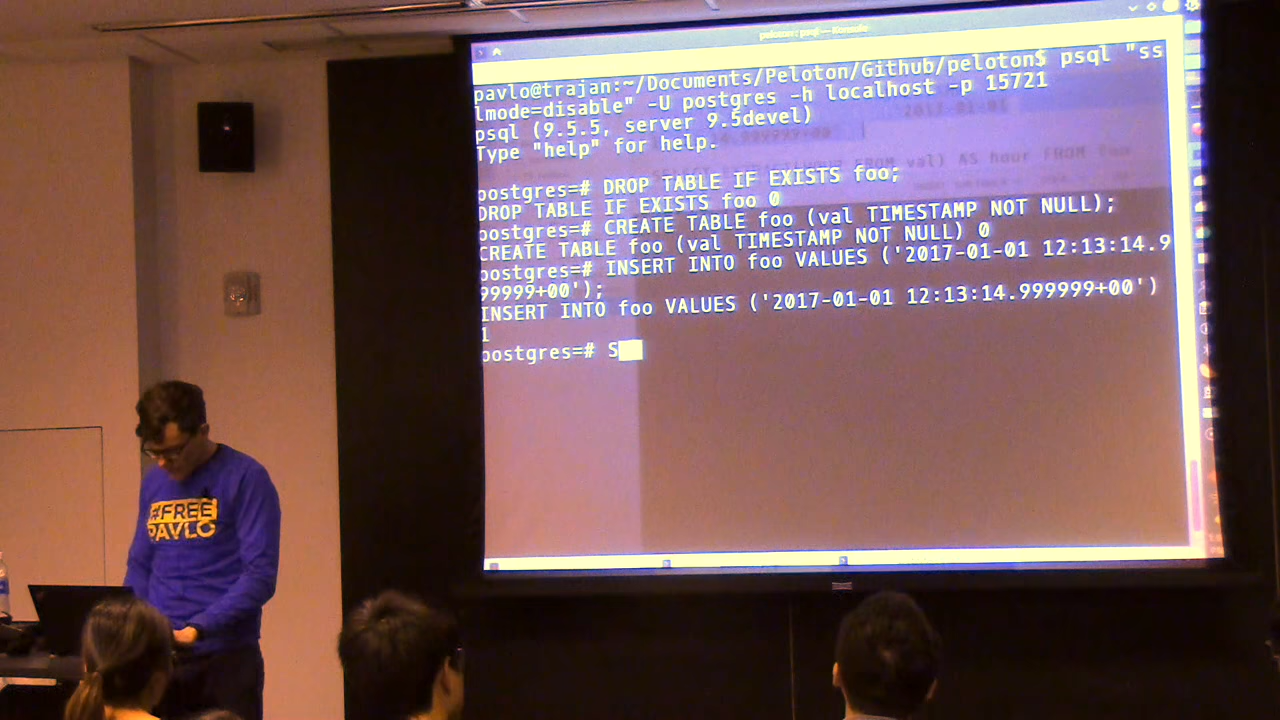 peloton : psql — Konsole
pavlo@trajan:~/Documents/Peloton/Github/peloton$ psql "ss
lmode=disable" -U postgres -h localhost -p 15721
psql (9.5.5, server 9.5devel)
Type "help" for help.
postgres=# DROP TABLE IF EXISTS foo;
DROP TABLE IF EXISTS foo 0
postgres=# CREATE TABLE foo (val TIMESTAMP NOT NULL);
CREATE TABLE foo (val TIMESTAMP NOT NULL) 0
postgres=# INSERT INTO foo VALUES ('2017-01-01 12:13:14.9
99999+00');
INSERT INTO foo VALUES ('2017-01-01 12:13:14.999999+00')
1
postgres=# S
#FREE
PAVLO